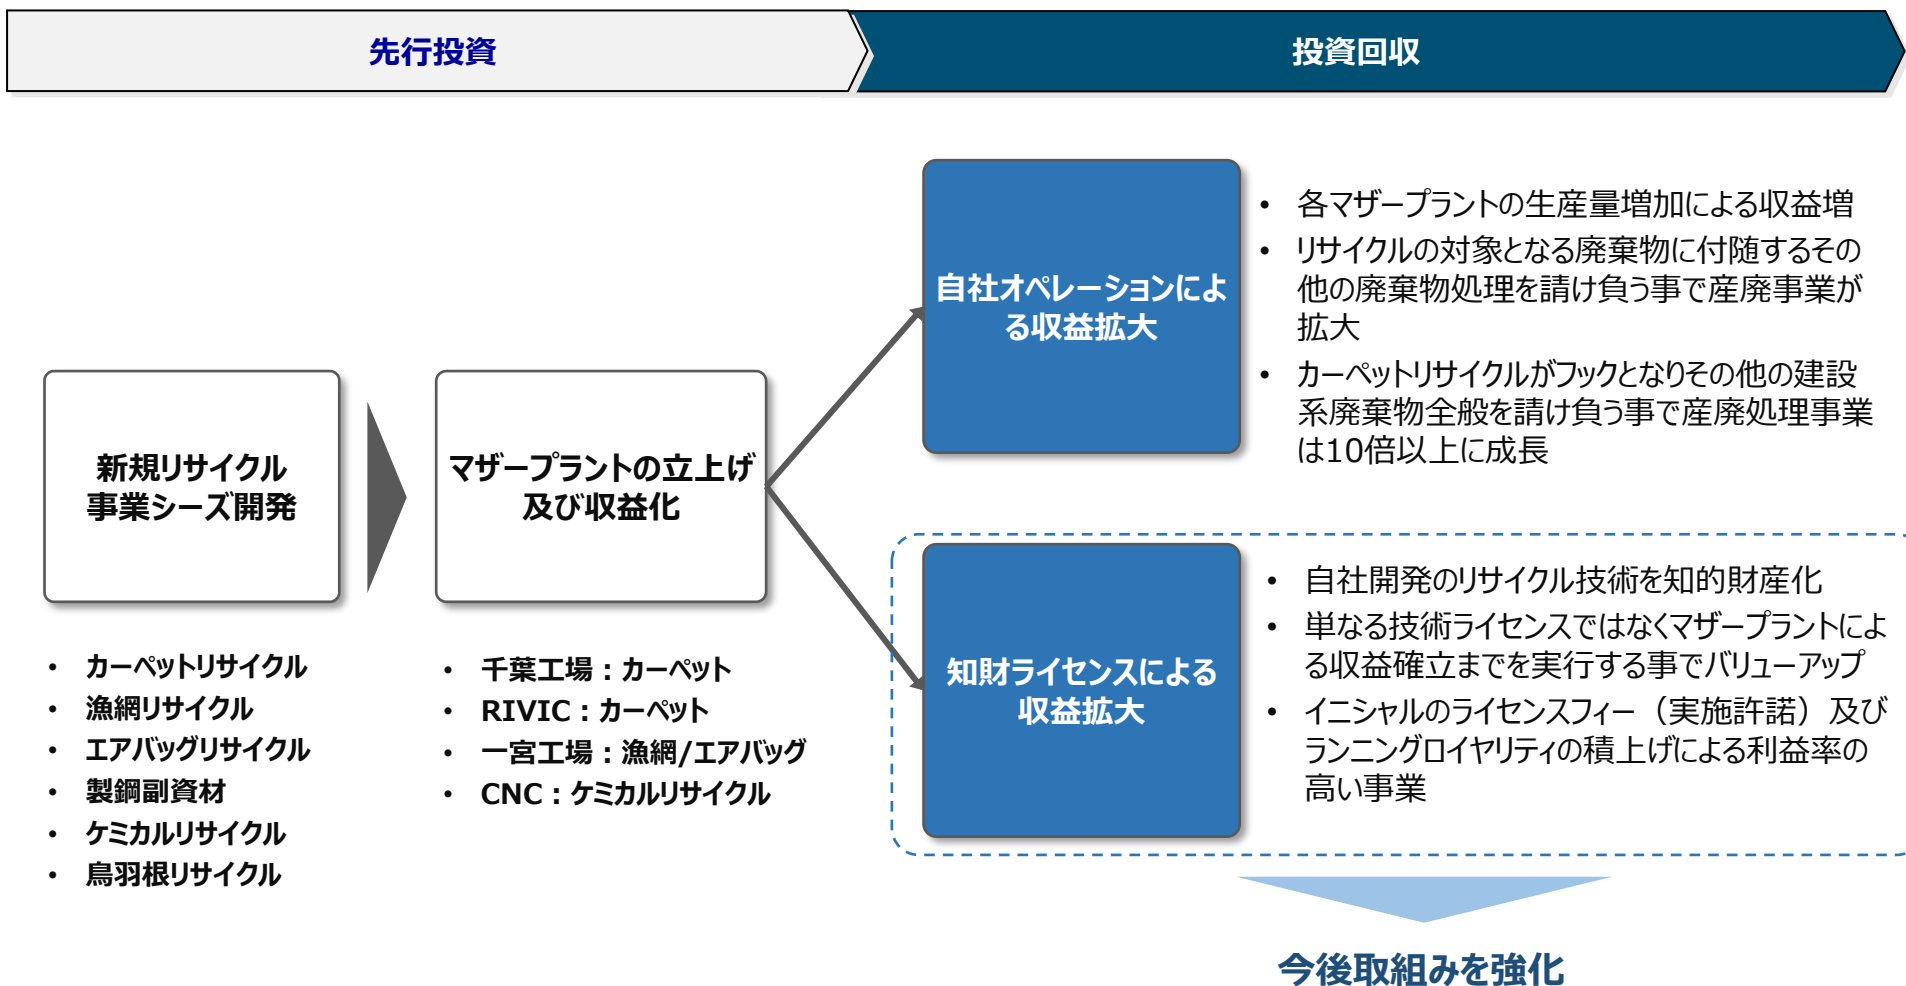 先行投資
投資回収
新規リサイクル
事業シーズ開発
• カーペットリサイクル
• 漁網リサイクル
• エアバッグリサイクル
• 製鋼副資材
• ケミカルリサイクル
• 鳥羽根リサイクル
マザープラントの立上げ
及び収益化
• 千葉工場：カーペット
• RIVIC：カーペット
• 一宮工場：漁網/エアバッグ
• CNC：ケミカルリサイクル
自社オペレーションによ
る収益拡大
• 各マザープラントの生産量増加による収益増
• リサイクルの対象となる廃棄物に付随するその
他の廃棄物処理を請け負う事で産廃事業が
拡大
• カーペットリサイクルがフックとなりその他の建設
系廃棄物全般を請け負う事で産廃処理事業
は10倍以上に成長
知財ライセンスによる
収益拡大
• 自社開発のリサイクル技術を知的財産化
• 単なる技術ライセンスではなくマザープラントによ
る収益確立までを実行する事でバリューアップ
• イニシャルのライセンスフィー（実施許諾）及び
ランニングロイヤリティの積上げによる利益率の
高い事業
今後取組みを強化